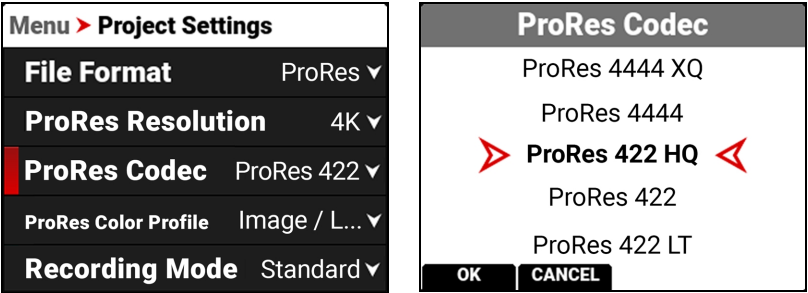 Menu > Project Settings
File Format ProRes
ProRes Resolution 4K
ProRes Codec ProRes 422
ProRes Color Profile Image / L...
Recording Mode Standard
ProRes Codec
ProRes 4444 XQ
ProRes 4444
ProRes 422 HQ
ProRes 422
ProRes 422 LT
OK CANCEL